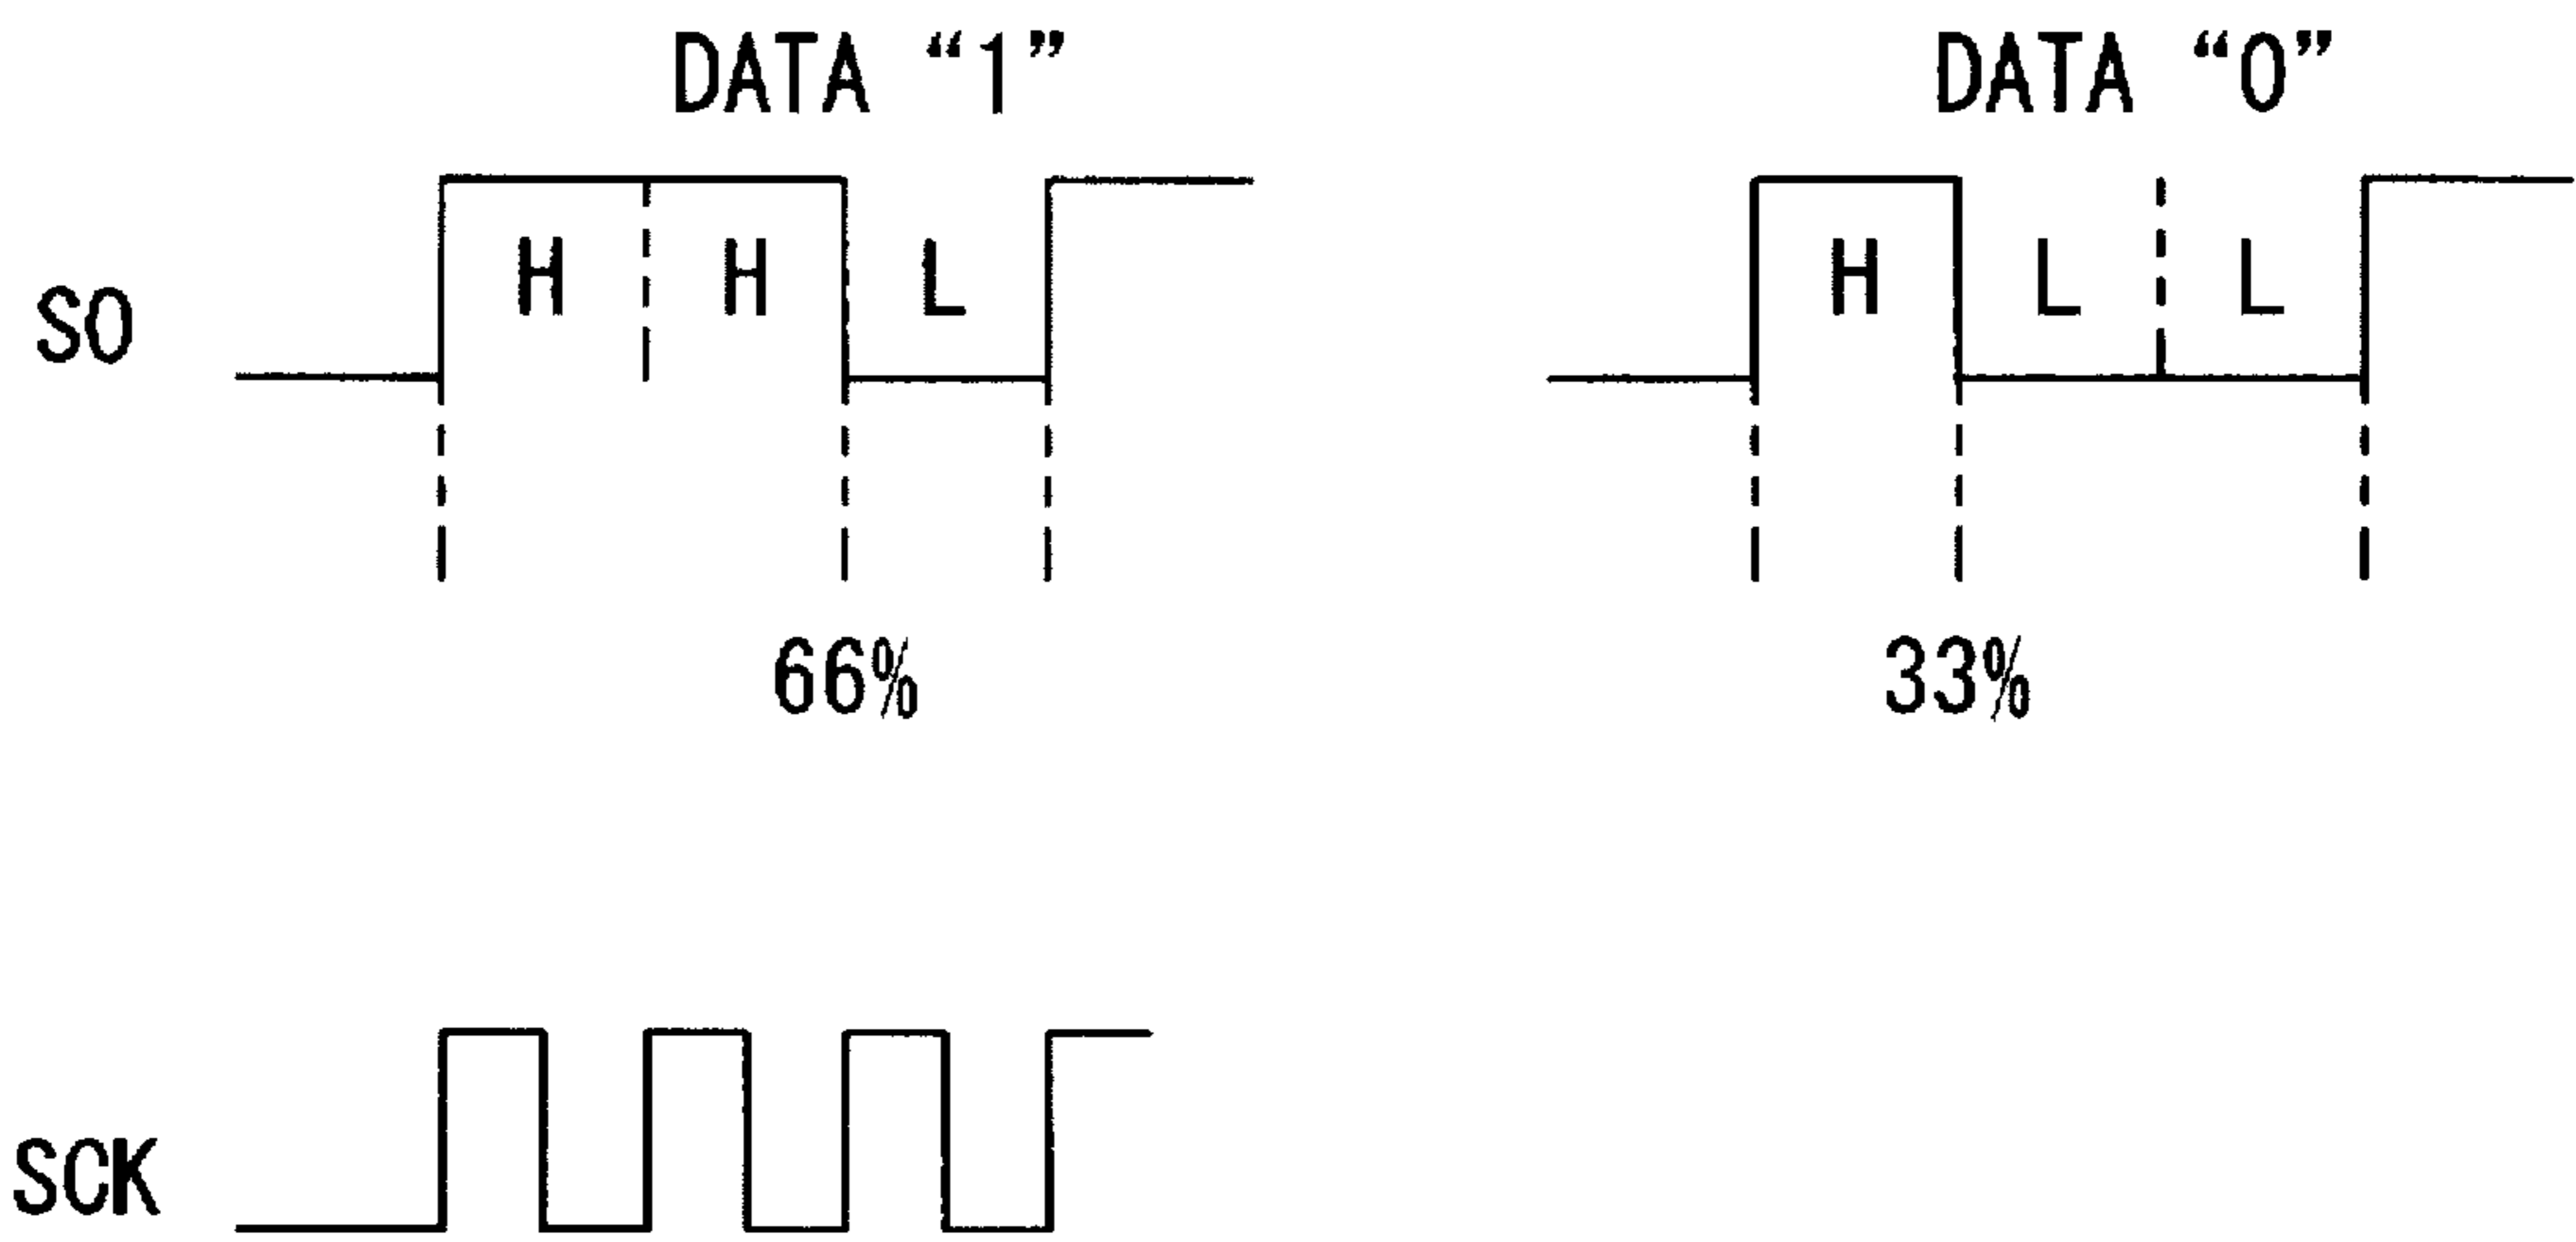 DATA “1” DATA “0”
SO H H L H L L
66% 33%
SCK